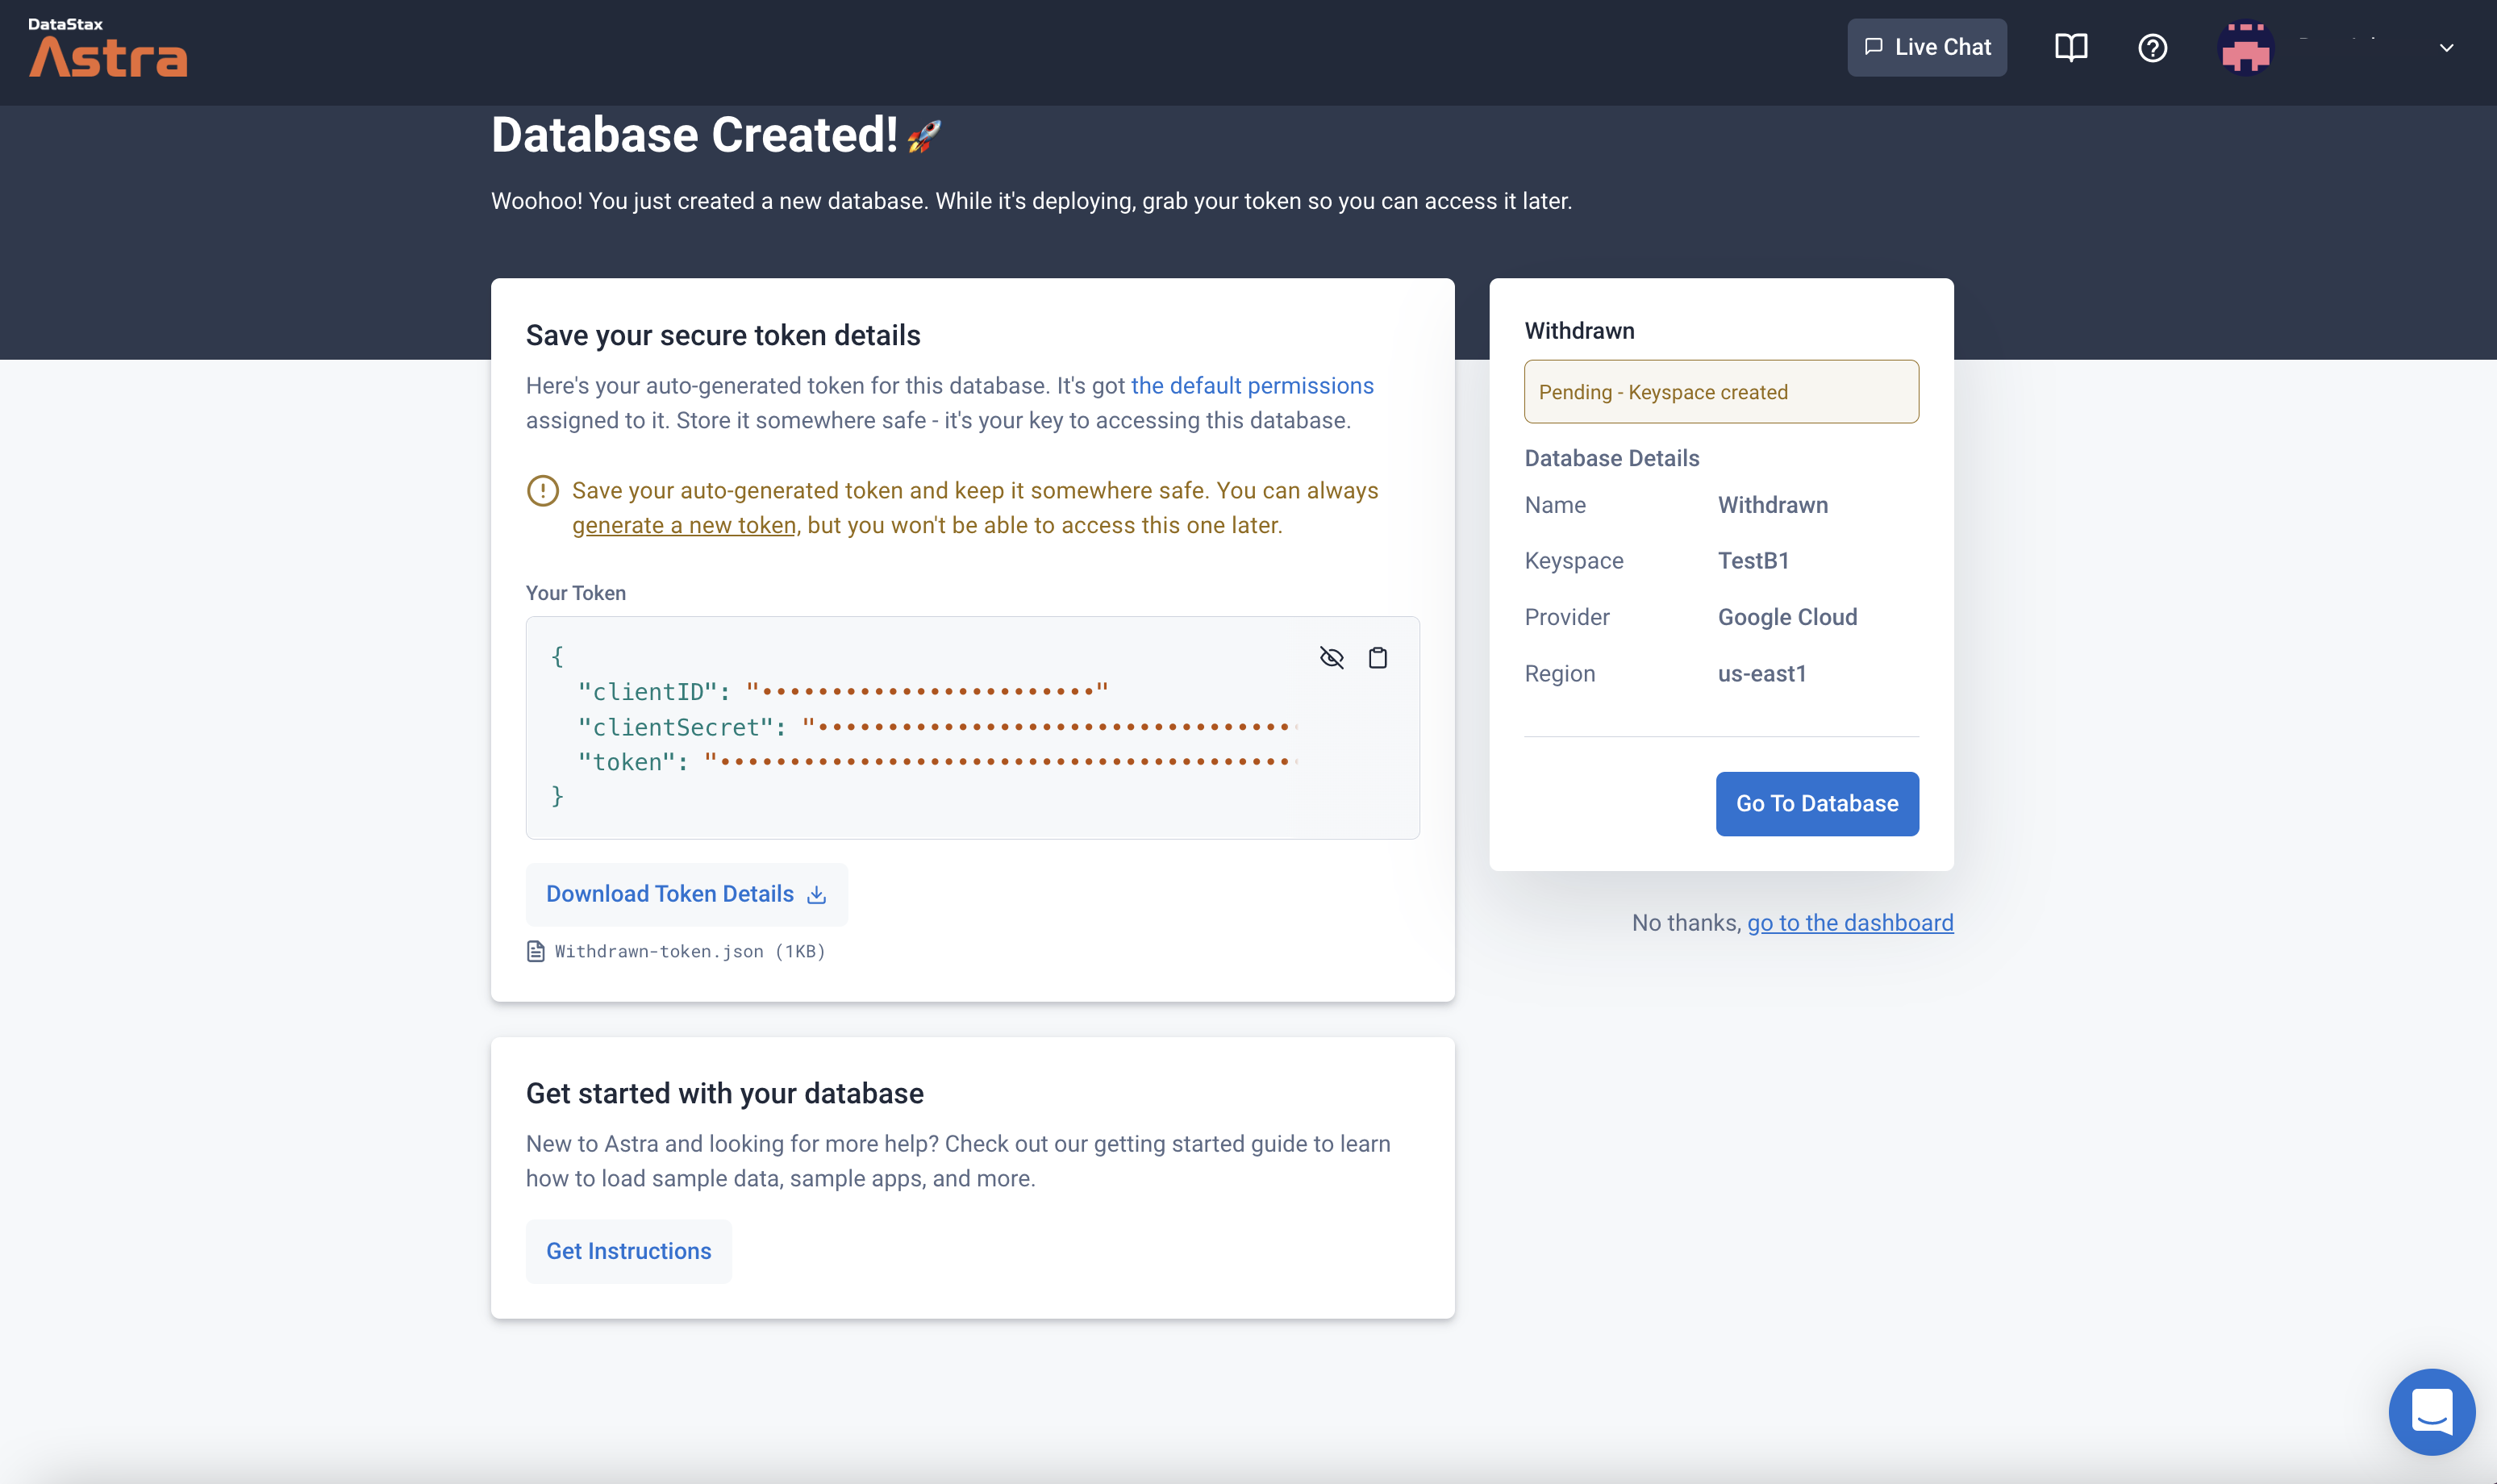 DataStax
Astra
Live Chat
Database Created!
Woohoo! You just created a new database. While it's deploying, grab your token so you can access it later.
Save your secure token details
Here's your auto-generated token for this database. It's got the default permissions
assigned to it. Store it somewhere safe - it's your key to accessing this database.
Save your auto-generated token and keep it somewhere safe. You can always
generate a new token, but you won't be able to access this one later.
Your Token
{
"clientID": "••••••••••••••••••••••••"
"clientSecret": "••••••••••••••••••••••••••••••••••
"token": "•••••••••••••••••••••••••••••••••••••••••
}
Download Token Details
Withdrawn-token.json (1KB)
Get started with your database
New to Astra and looking for more help? Check out our getting started guide to learn
how to load sample data, sample apps, and more.
Get Instructions
Withdrawn
Pending - Keyspace created
Database Details
Name Withdrawn
Keyspace TestB1
Provider Google Cloud
Region us-east1
Go To Database
No thanks, go to the dashboard